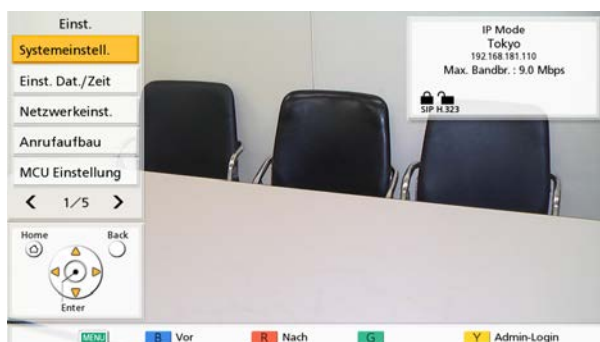 Einst.
Systemeinstell.
Einst. Dat./Zeit
Netzwerkeinst.
Anrufaufbau
MCU Einstellung
1/5
Home
Back
Enter
IP Mode
Tokyo
192.168.181.110
Max. Bandbr. : 9.0 Mbps
SIP H.323
MENU
B Vor
R Nach
G
Y Admin-Login